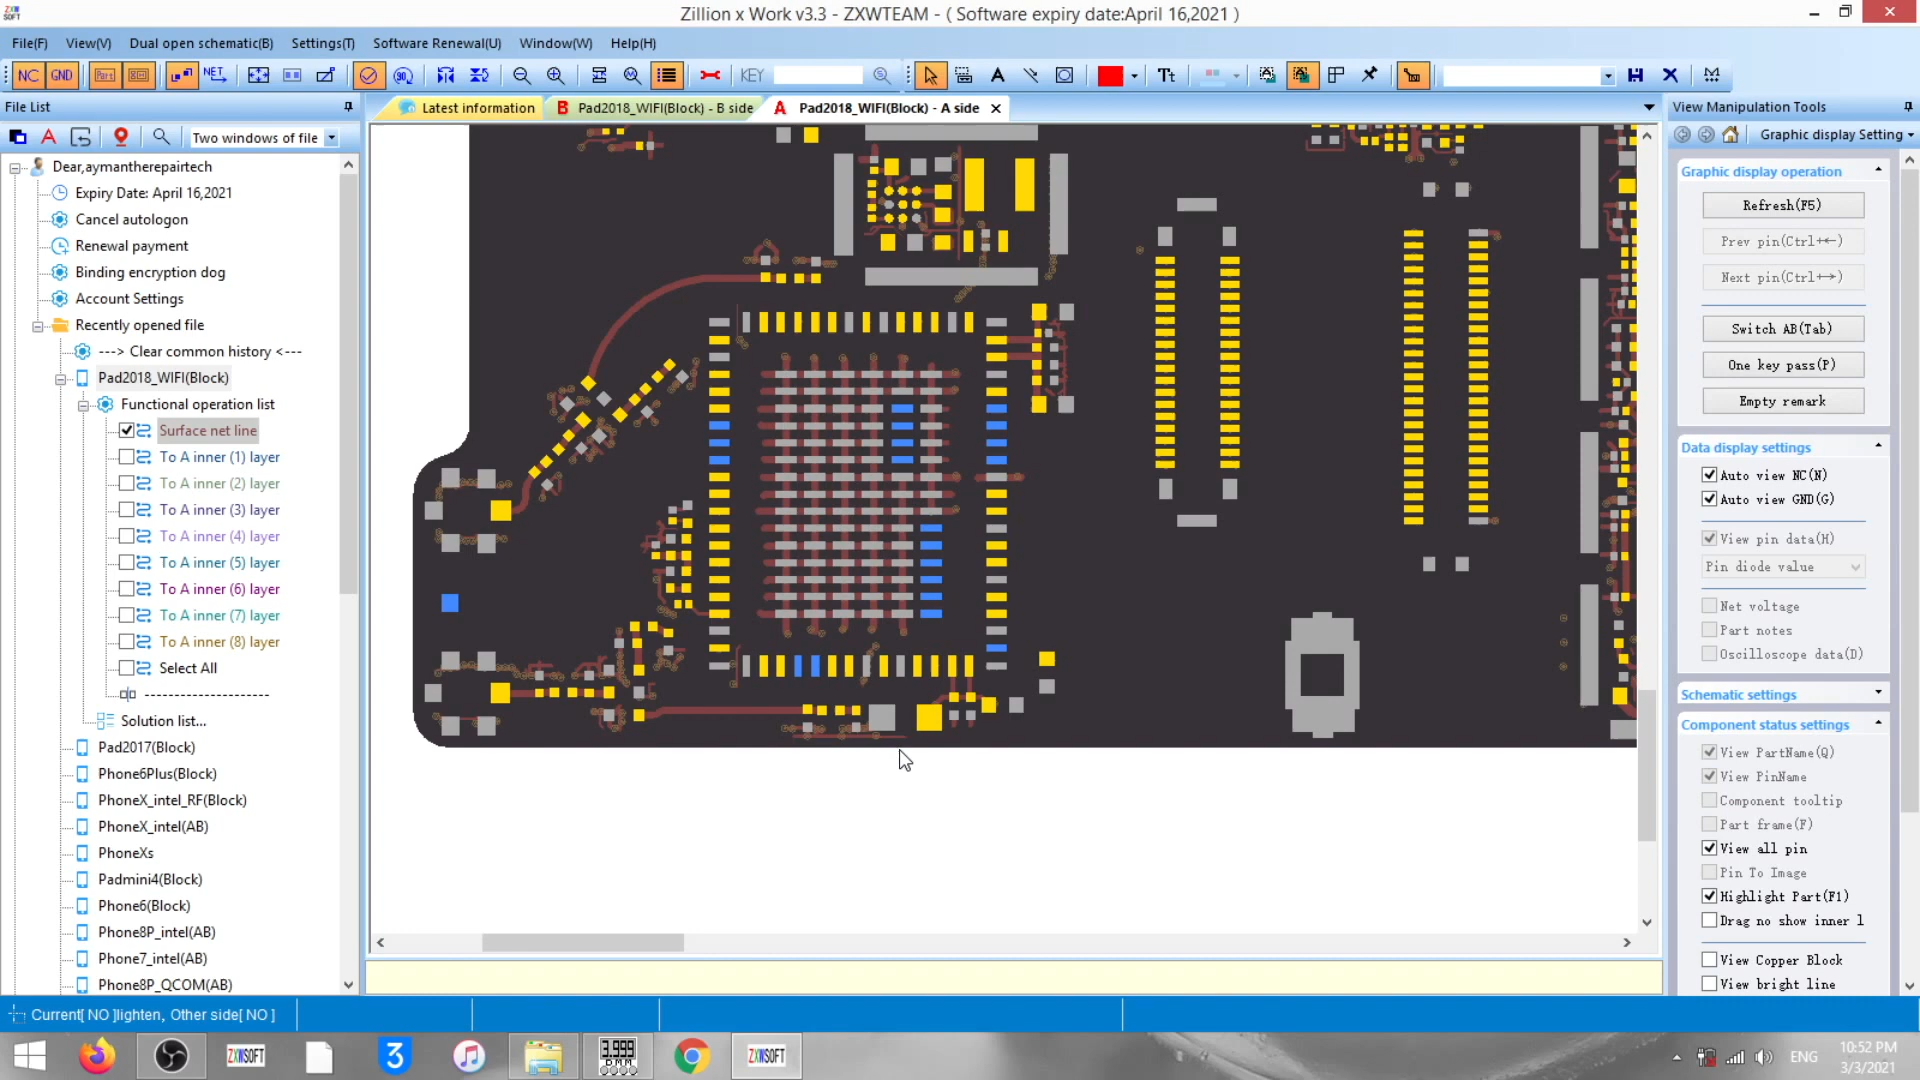 ZXW
SOFT
Zillion x Work v3.3 - ZXWTEAM - ( Software expiry date:April 16,2021 )
File(F) View(V) Dual open schematic(B) Settings(T) Software Renewal(U) Window(W) Help(H)
NC GND Part NET KEY A Tt
File List
Latest information
B Pad2018_WIFI(Block) - B side
A Pad2018_WIFI(Block) - A side
View Manipulation Tools
Two windows of file
Graphic display Setting
Dear,aymantherepairtech
Expiry Date: April 16,2021
Cancel autologon
Renewal payment
Binding encryption dog
Account Settings
Recently opened file
---> Clear common history <---
Pad2018_WIFI(Block)
Functional operation list
Surface net line
To A inner (1) layer
To A inner (2) layer
To A inner (3) layer
To A inner (4) layer
To A inner (5) layer
To A inner (6) layer
To A inner (7) layer
To A inner (8) layer
Select All
--------------------
Solution list...
Pad2017(Block)
Phone6Plus(Block)
PhoneX_intel_RF(Block)
PhoneX_intel(AB)
PhoneXs
Padmini4(Block)
Phone6(Block)
Phone8P_intel(AB)
Phone7_intel(AB)
Phone8P_QCOM(AB)
Graphic display operation
Refresh(F5)
Prev pin(Ctrl+←)
Next pin(Ctrl+→)
Switch AB(Tab)
One key pass(P)
Empty remark
Data display settings
Auto view NC(N)
Auto view GND(G)
View pin data(H)
Pin diode value
Net voltage
Part notes
Oscilloscope data(D)
Schematic settings
Component status settings
View PartName(Q)
View PinName
Component tooltip
Part frame(F)
View all pin
Pin To Image
Highlight Part(F1)
Drag no show inner l
View Copper Block
View bright line
Current[ NO ]lighten, Other side[ NO ]
ZXWSOFT
3
3.999
DMM
ZXWSOFT
ENG
10:52 PM
3/3/2021